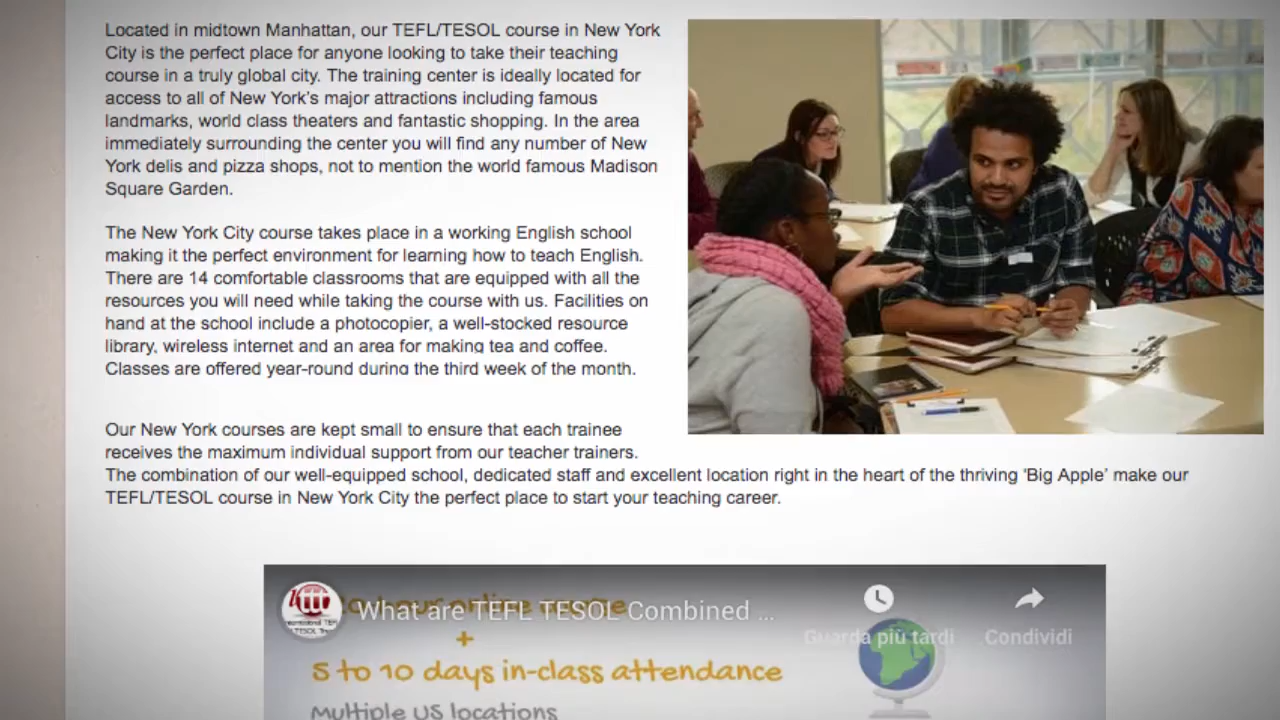 Located in midtown Manhattan, our TEFL/TESOL course in New York
City is the perfect place for anyone looking to take their teaching
course in a truly global city. The training center is ideally located for
access to all of New York's major attractions including famous
landmarks, world class theaters and fantastic shopping. In the area
immediately surrounding the center you will find any number of New
York delis and pizza shops, not to mention the world famous Madison
Square Garden.
The New York City course takes place in a working English school
making it the perfect environment for learning how to teach English.
There are 14 comfortable classrooms that are equipped with all the
resources you will need while taking the course with us. Facilities on
hand at the school include a photocopier, a well-stocked resource
library, wireless internet and an area for making tea and coffee.
Classes are offered year-round during the third week of the month.
Our New York courses are kept small to ensure that each trainee
receives the maximum individual support from our teacher trainers.
The combination of our well-equipped school, dedicated staff and excellent location right in the heart of the thriving 'Big Apple' make our
TEFL/TESOL course in New York City the perfect place to start your teaching career.
What are TEFL TESOL Combined ...
hour online course
+
Guarda più tardi
Condividi
5 to 10 days in-class attendance
multiple US locations